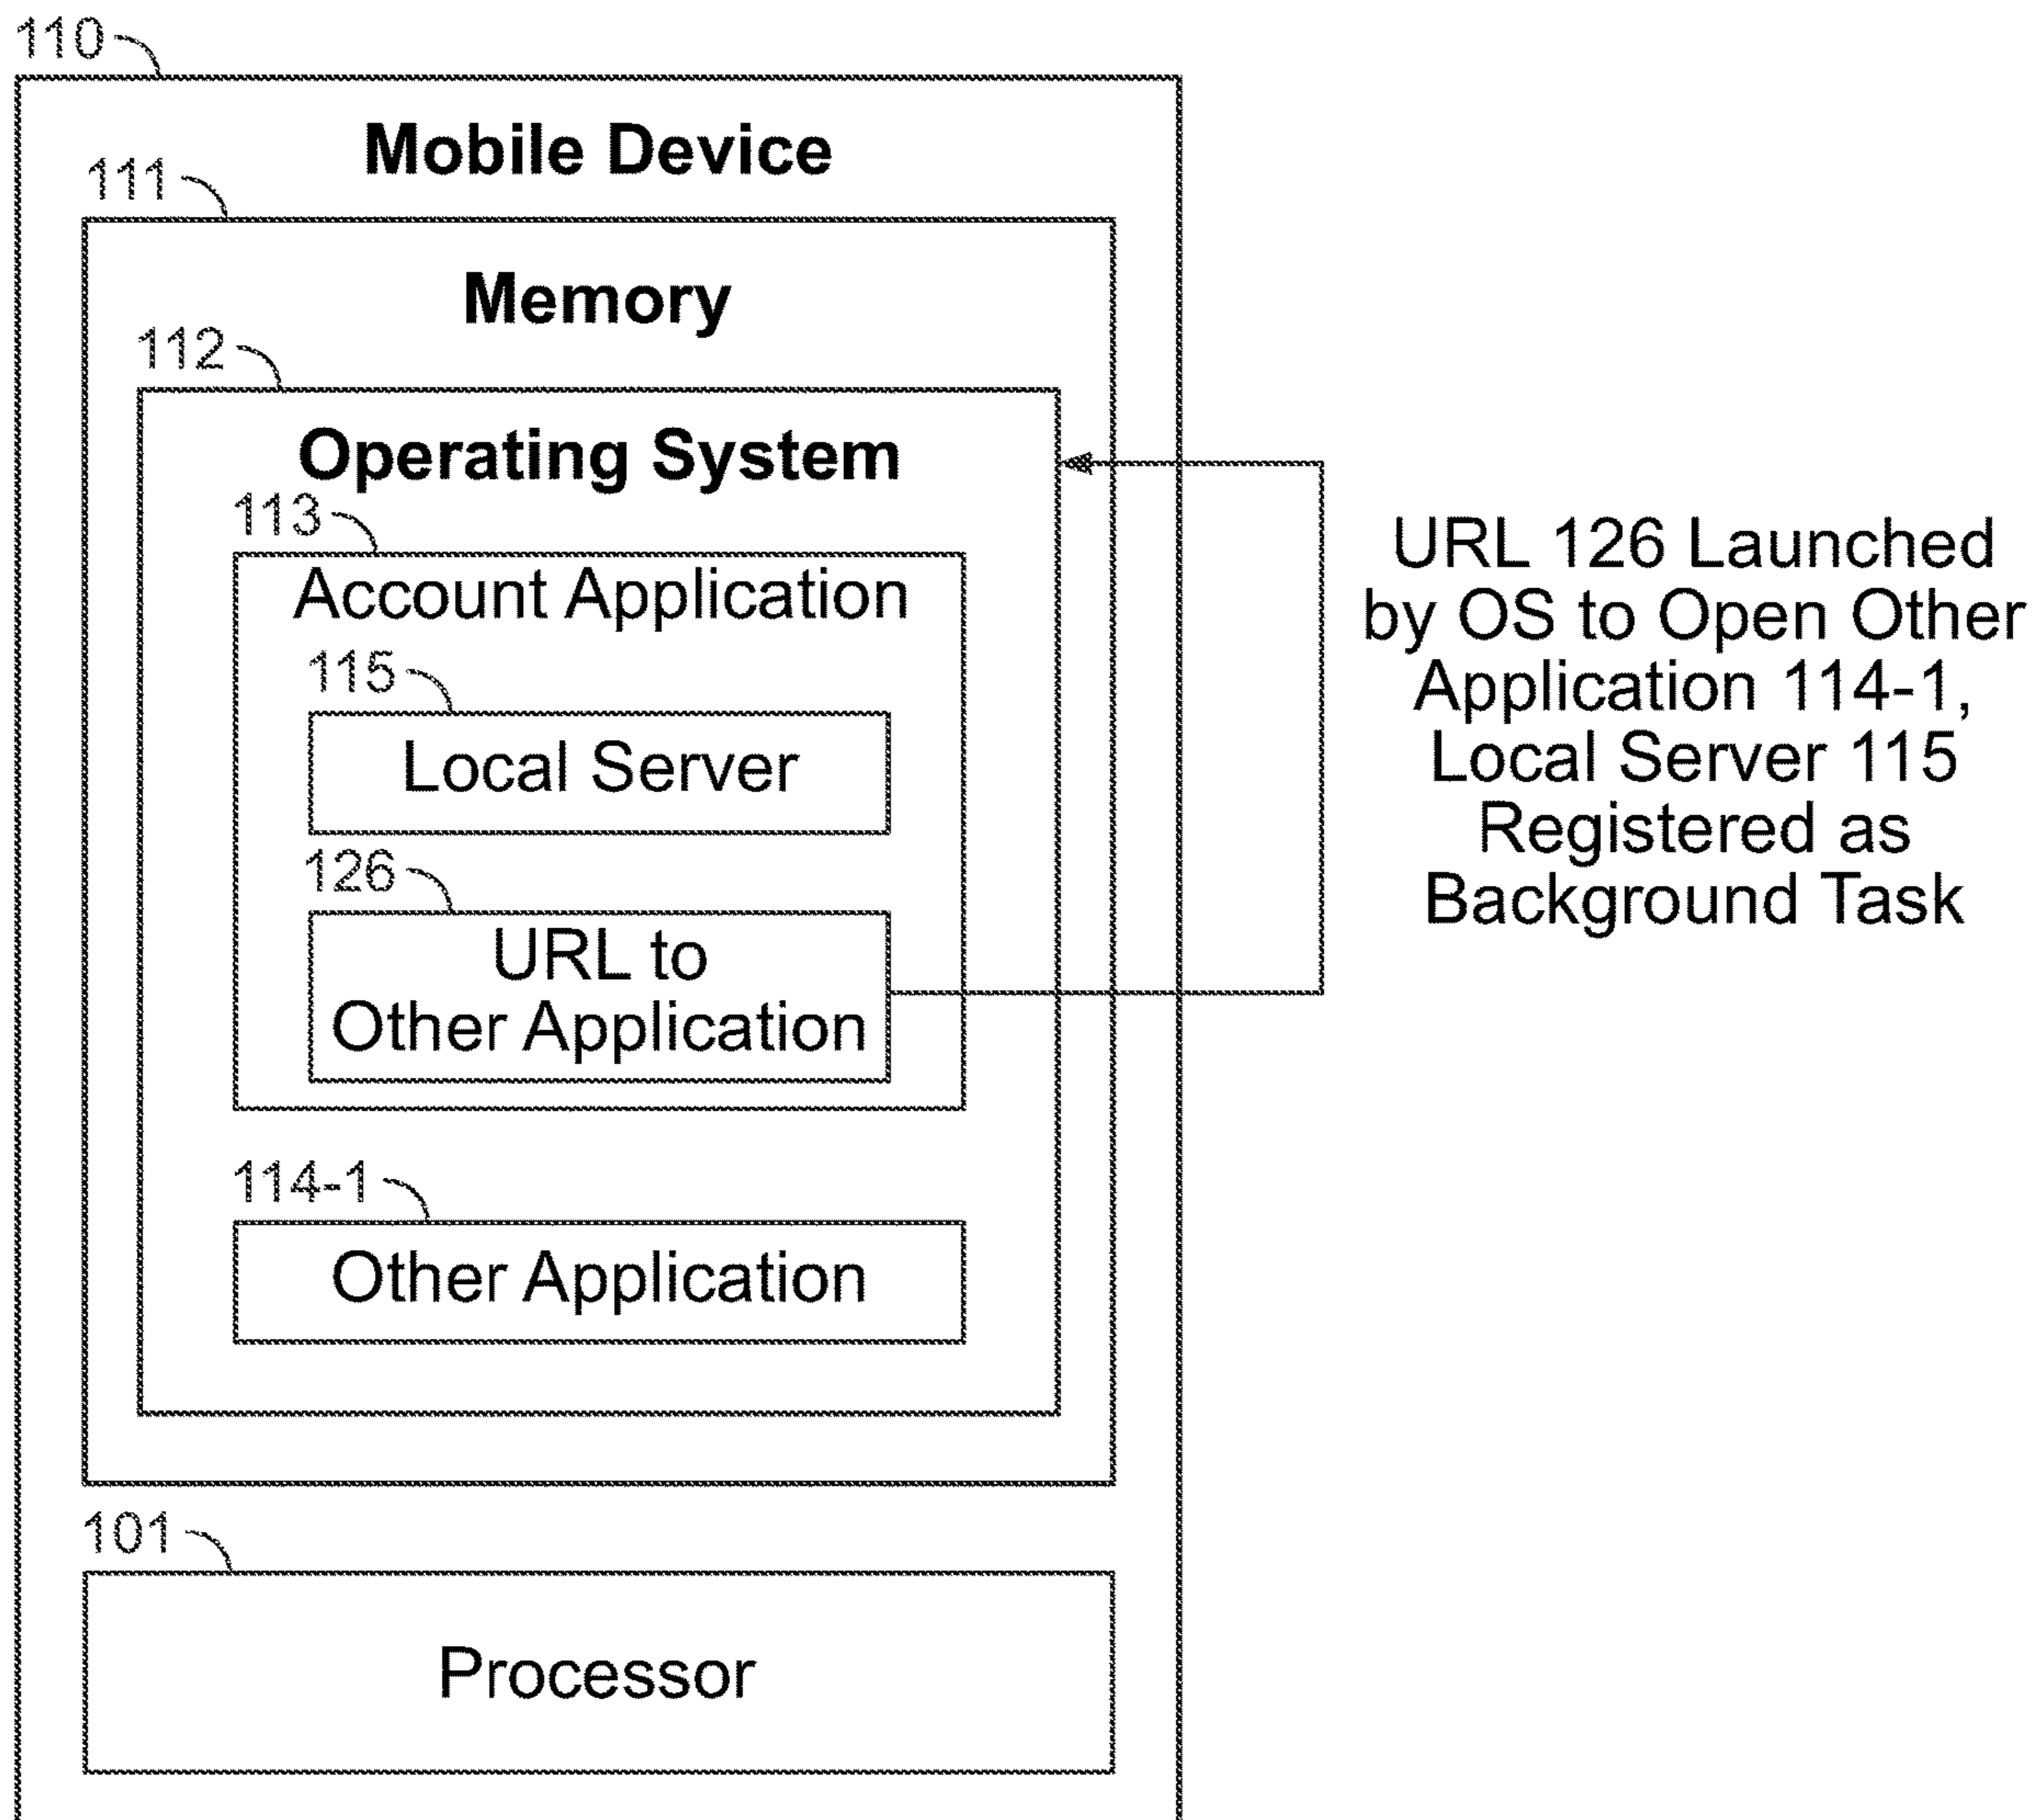 110
Mobile Device
111
Memory
112
Operating System
113
Account Application
115
Local Server
126
URL to
Other Application
114-1
Other Application
101
Processor
URL 126 Launched
by OS to Open Other
Application 114-1,
Local Server 115
Registered as
Background Task